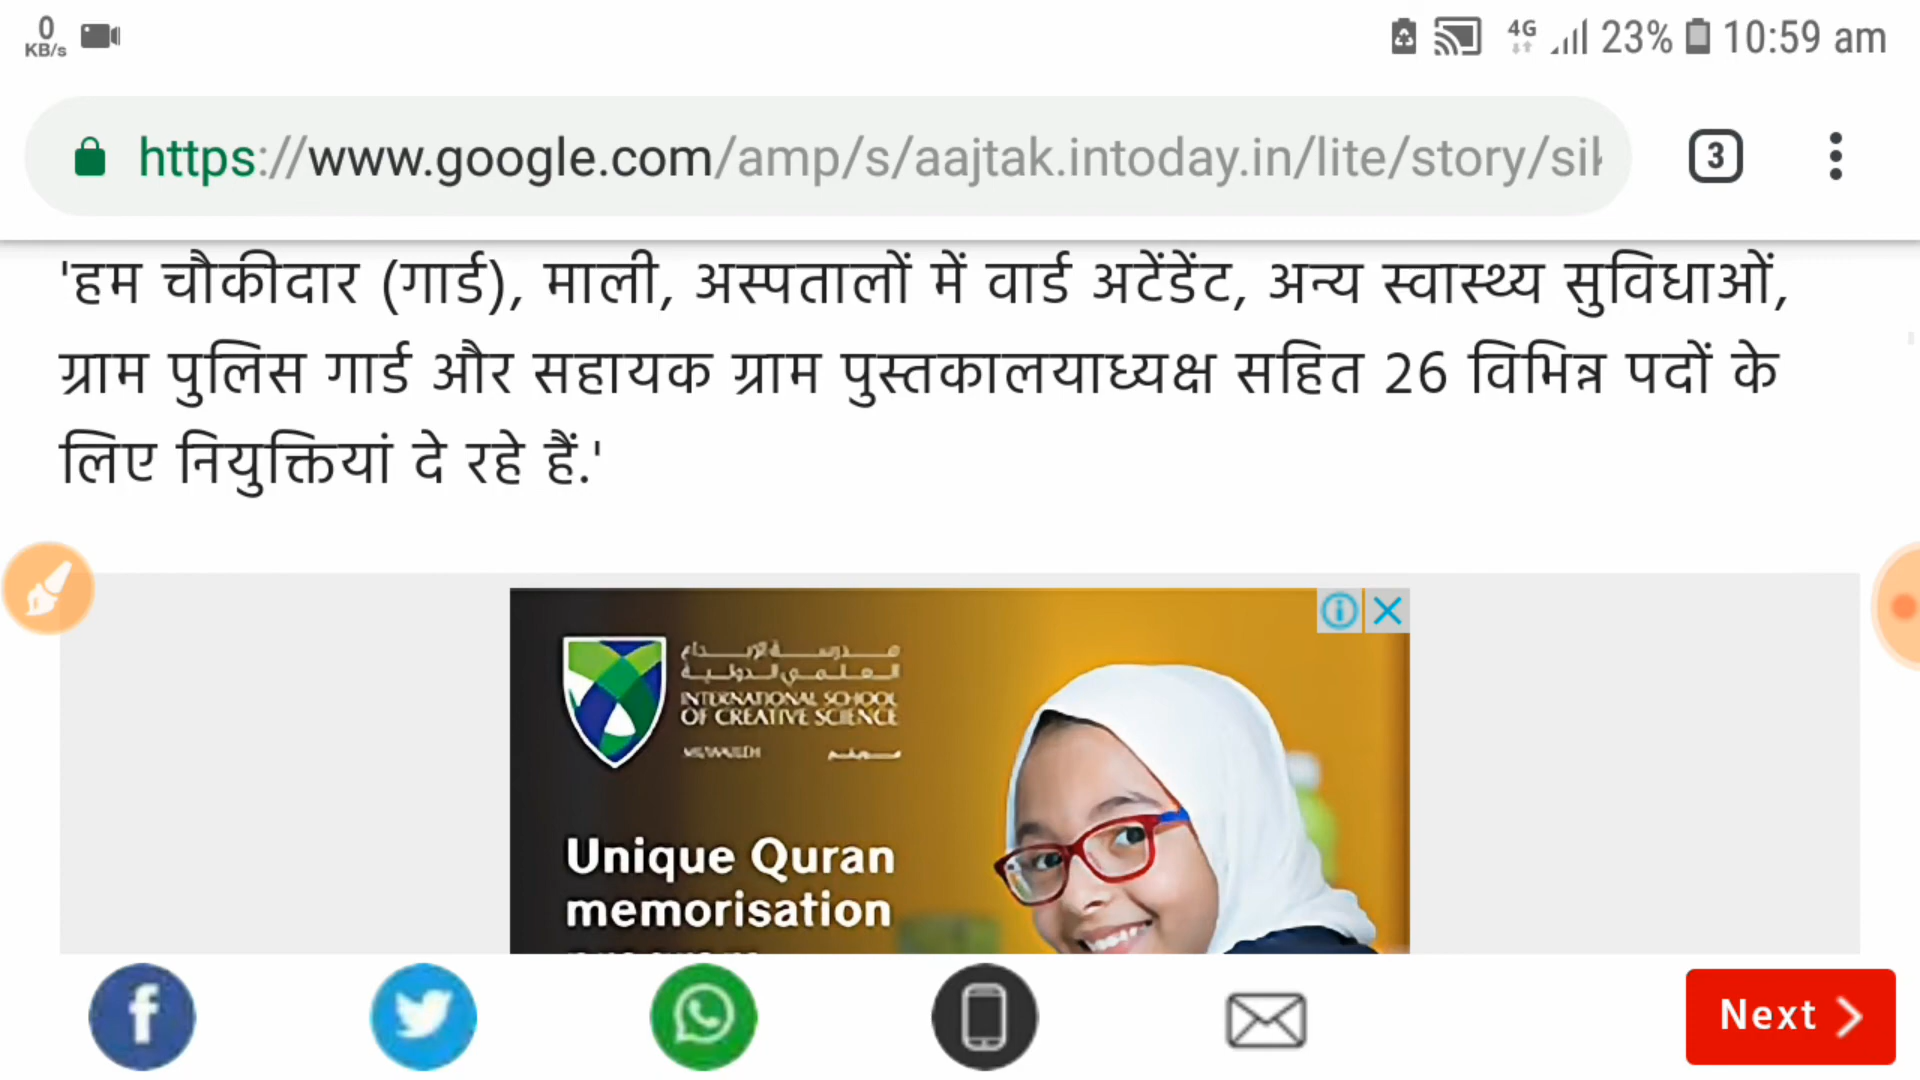 0
KB/s
4G
23%
10:59 am
https://www.google.com/amp/s/aajtak.intoday.in/lite/story/sik
3
'हम चौकीदार (गार्ड), माली, अस्पतालों में वार्ड अटेंडेंट, अन्य स्वास्थ्य सुविधाओं,
ग्राम पुलिस गार्ड और सहायक ग्राम पुस्तकालयाध्यक्ष सहित 26 विभिन्न पदों के
लिए नियुक्तियां दे रहे हैं.'
INTERNATIONAL SCHOOL
OF CREATIVE SCIENCE
Unique Quran
memorisation
Next